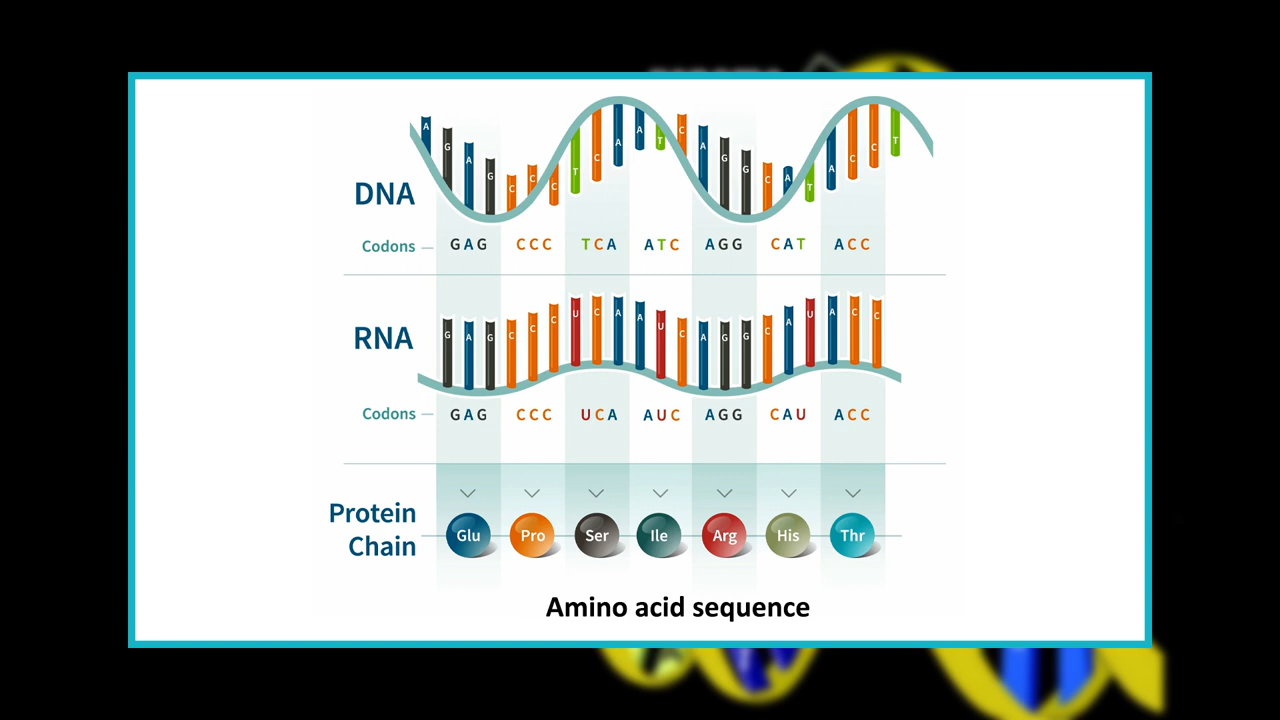 A G A G C C C T C A A T C A G G C A T A C C T
DNA
Codons GAG CCC TCA ATC AGG CAT ACC
G A G C C C U C A A U C A G G C A U A C C
RNA
Codons GAG CCC UCA AUC AGG CAU ACC
Protein
Chain
Glu Pro Ser Ile Arg His Thr
Amino acid sequence